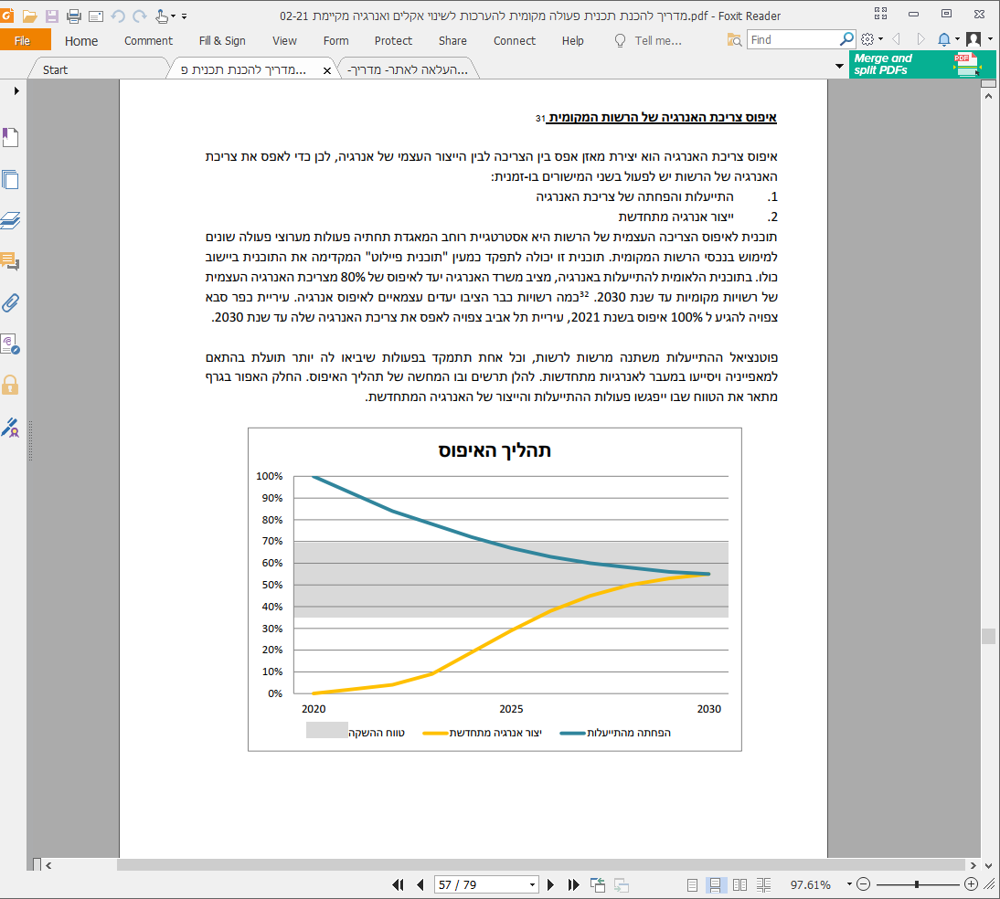 מדריך להכנת תכנית פעולה מקומית להערכות לשינוי אקלים ואנרגיה מקיימת 02-21.pdf - Foxit Reader
File Home Comment Fill & Sign View Form Protect Share Connect Help Tell me... Find
Start
מדריך להכנת תכנית פ...
העלאה לאתר- מדריך-...
Merge and
split PDFs
PDF
איפוס צריכת האנרגיה של הרשות המקומית 31
איפוס צריכת האנרגיה הוא יצירת מאזן אפס בין הצריכה לבין הייצור העצמי של אנרגיה, לכן כדי לאפס את צריכת
האנרגיה של הרשות יש לפעול בשני המישורים בו-זמנית:
1. התייעלות והפחתה של צריכת האנרגיה
2. ייצור אנרגיה מתחדשת
תוכנית לאיפוס הצריכה העצמית של הרשות היא אסטרטגיית רוחב המאגדת תחתיה פעולות מערוצי פעולה שונים
למימוש בנכסי הרשות המקומית. תוכנית זו יכולה לתפקד כמעין "תוכנית פיילוט" המקדימה את התוכנית ביישוב
כולו. בתוכנית הלאומית להתייעלות באנרגיה, מציב משרד האנרגיה יעד לאיפוס של 80% מצריכת האנרגיה העצמית
של רשויות מקומיות עד שנת 2030. 32כמה רשויות כבר הציבו יעדים עצמאיים לאיפוס אנרגיה. עיריית כפר סבא
צפויה להגיע ל 100% איפוס בשנת 2021, עיריית תל אביב צפויה לאפס את צריכת האנרגיה שלה עד שנת 2030.
פוטנציאל ההתייעלות משתנה מרשות לרשות, וכל אחת תתמקד בפעולות שיביאו לה יותר תועלת בהתאם
למאפייניה ויסייעו במעבר לאנרגיות מתחדשות. להלן תרשים ובו המחשה של תהליך האיפוס. החלק האפור בגרף
מתאר את הטווח שבו ייפגשו פעולות ההתייעלות והייצור של האנרגיה המתחדשת.
תהליך האיפוס
100%
90%
80%
70%
60%
50%
40%
30%
20%
10%
0%
2020 2025 2030
הפחתה מהתייעלות
יצור אנרגיה מתחדשת
טווח ההשקה
57 / 79
97.61%